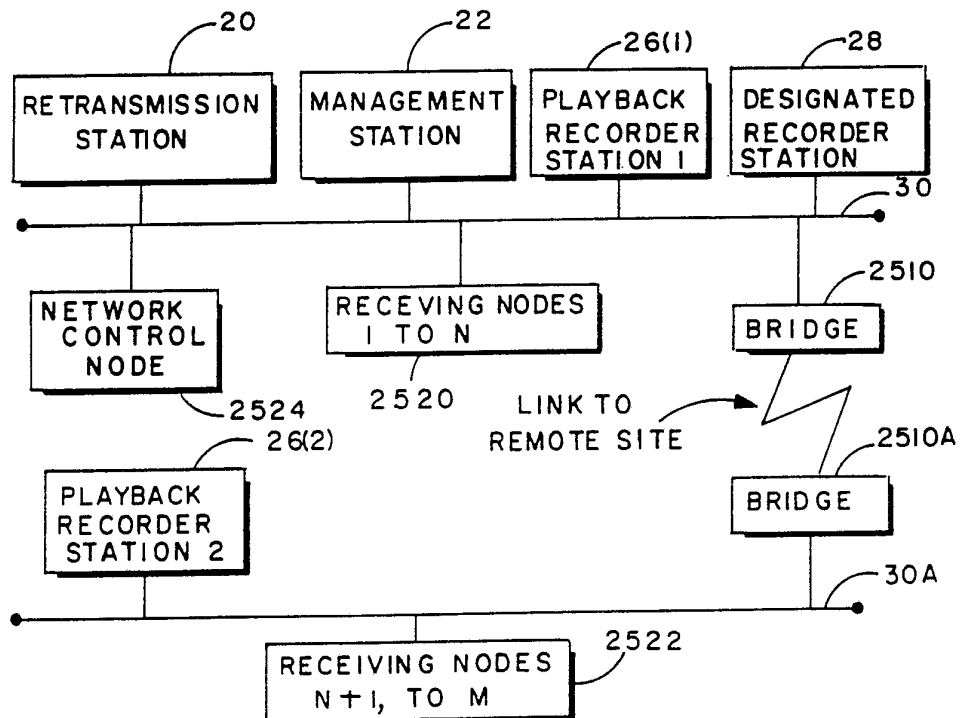 20
22
26(1)
28
RETRANSMISSION
STATION
MANAGEMENT
STATION
PLAYBACK
RECORDER
STATION 1
DESIGNATED
RECORDER
STATION
30
NETWORK
CONTROL
NODE
2524
RECEVING NODES
1 TO N
2520
2510
BRIDGE
LINK TO
REMOTE SITE
26(2)
PLAYBACK
RECORDER
STATION 2
2510A
BRIDGE
30A
RECEIVING NODES
N+1, TO M
2522